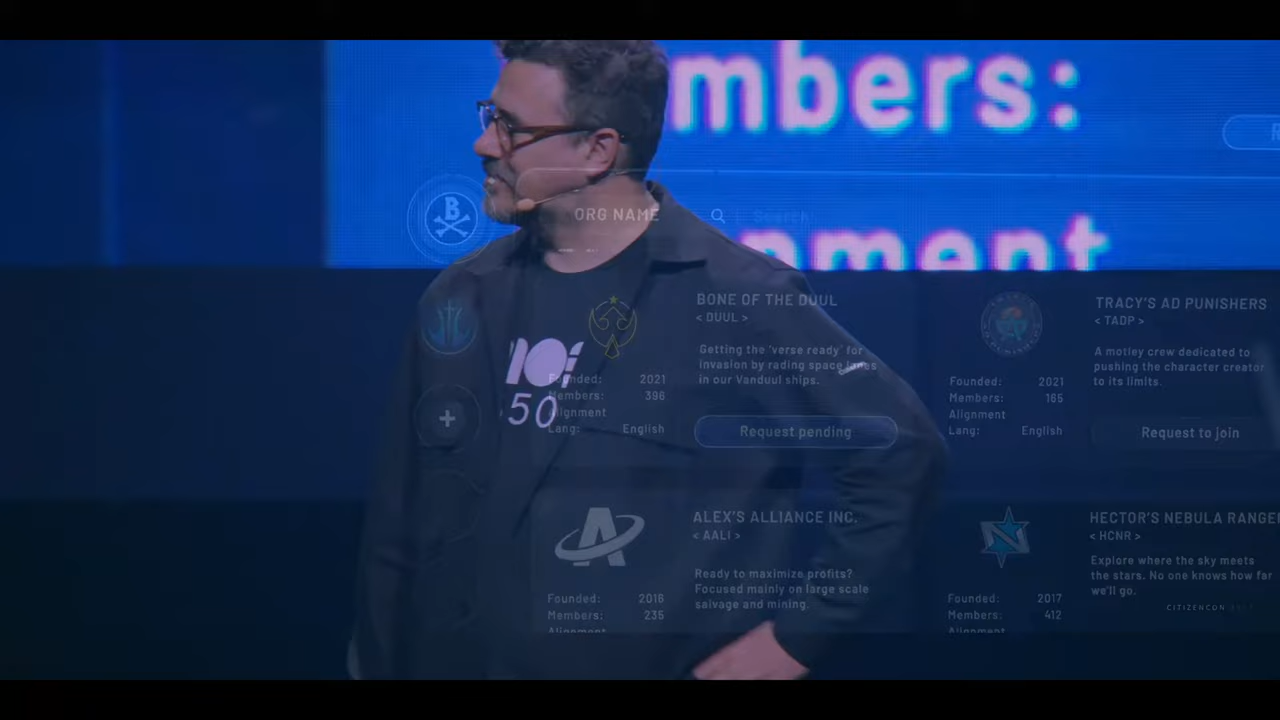 mbers:
B
ORG NAME
Search
nment
BONE OF THE DUUL
< DUUL >
Getting the 'verse ready' for
invasion by rading space lanes
in our Vanduul ships.
Founded: 2021
Members: 396
Alignment
Lang: English
Request pending
TRACY'S AD PUNISHERS
< TADP >
A motley crew dedicated to
pushing the character creator
to its limits.
Founded: 2021
Members: 165
Alignment
Lang: English
Request to join
50
ALEX'S ALLIANCE INC.
< AALI >
Ready to maximize profits?
Focused mainly on large scale
salvage and mining.
Founded: 2016
Members: 235
Alignment
HECTOR'S NEBULA RANGE
< HCNR >
Explore where the sky meets
the stars. No one knows how far
we'll go.
Founded: 2017
Members: 412
Alignment
CITIZENCON